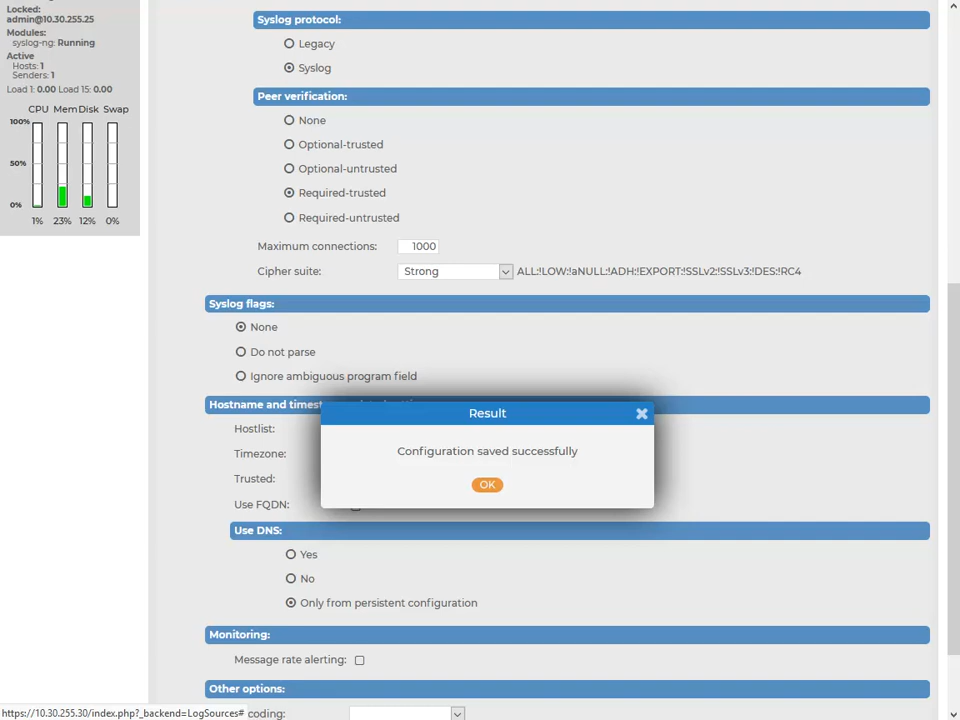 Locked:
admin@10.30.255.25
Modules:
syslog-ng: Running
Active
Hosts: 1
Senders: 1
Load 1: 0.00 Load 15: 0.00
CPU Mem Disk Swap
100%
50%
0%
1% 23% 12% 0%
Syslog protocol:
Legacy
Syslog
Peer verification:
None
Optional-trusted
Optional-untrusted
Required-trusted
Required-untrusted
Maximum connections: 1000
Cipher suite: Strong ALL:!LOW:!aNULL:!ADH:!EXPORT:!SSLv2:!SSLv3:!DES:!RC4
Syslog flags:
None
Do not parse
Ignore ambiguous program field
Hostname and
Result
Configuration saved successfully
OK
Hostlist:
Timezone:
Trusted:
Use FQDN:
Use DNS:
Yes
No
Only from persistent configuration
Monitoring:
Message rate alerting:
Other options:
coding:
https://10.30.255.30/index.php?_backend=LogSources#